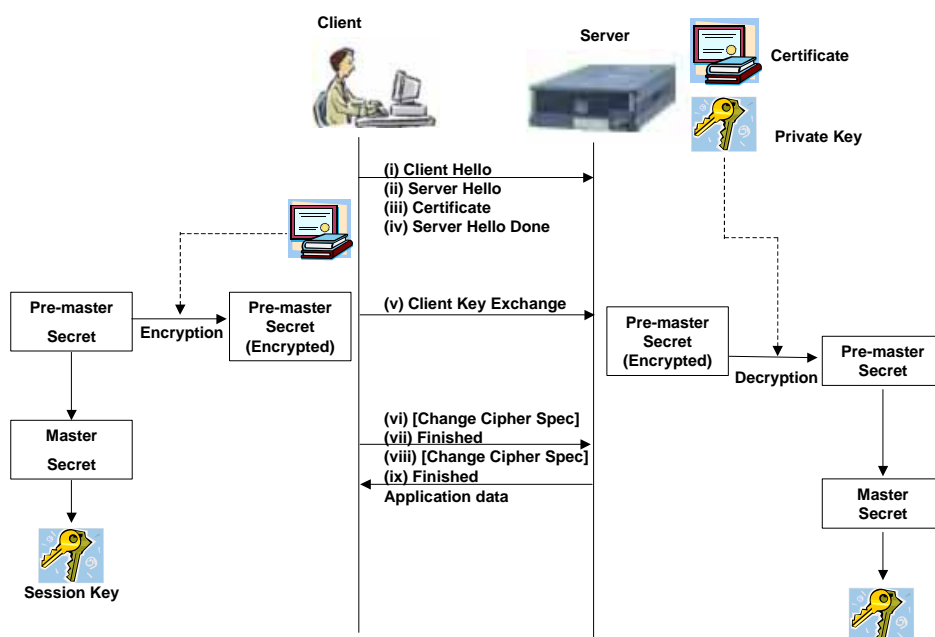 Client
Server
Certificate
Private Key
(i) Client Hello
(ii) Server Hello
(iii) Certificate
(iv) Server Hello Done
Pre-master
Secret
Encryption
Pre-master
Secret
(Encrypted)
(v) Client Key Exchange
Pre-master
Secret
(Encrypted)
Decryption
Pre-master
Secret
Master
Secret
(vi) [Change Cipher Spec]
(vii) Finished
(viii) [Change Cipher Spec]
(ix) Finished
Application data
Master
Secret
Session Key